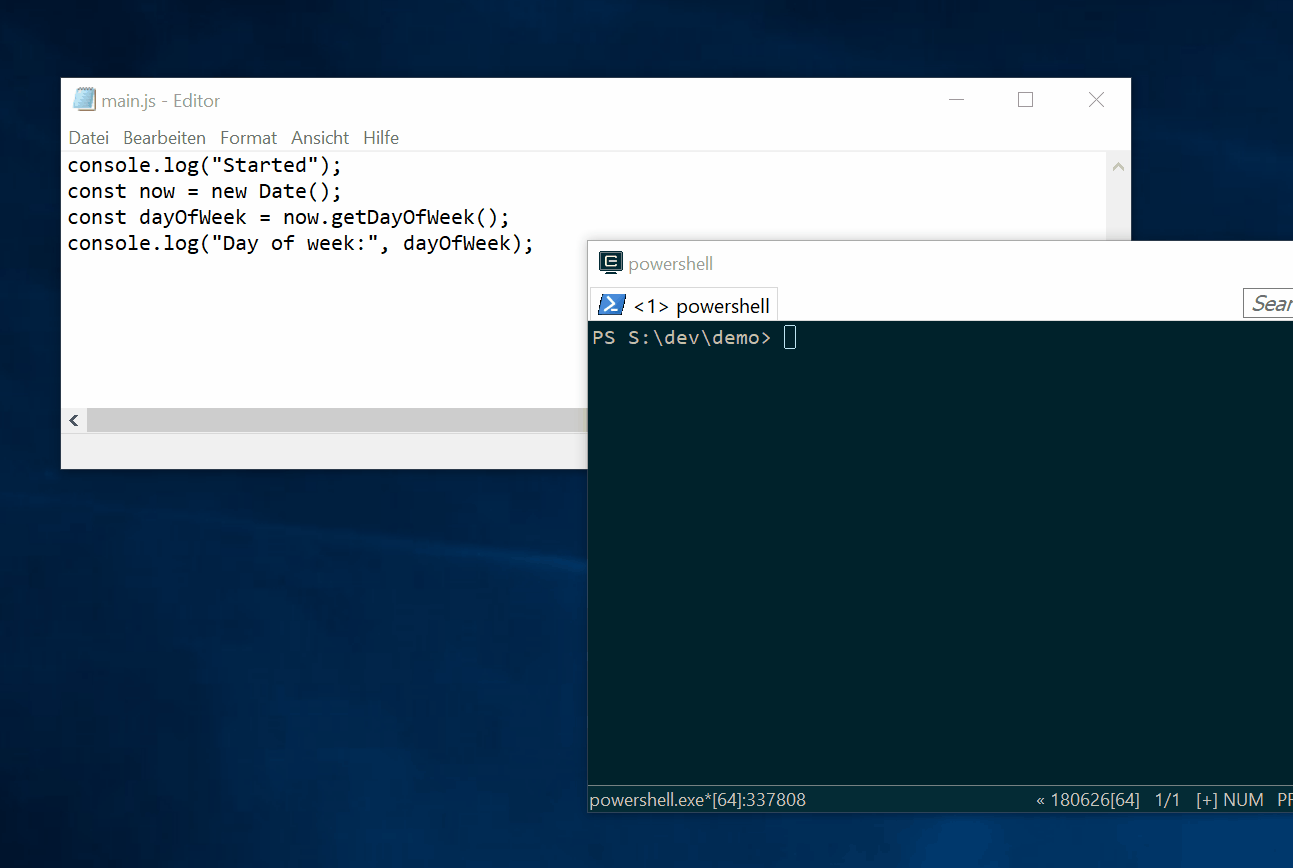 main.js - Editor
Datei Bearbeiten Format Ansicht Hilfe
console.log("Started");
const now = new Date();
const dayOfWeek = now.getDayOfWeek();
console.log("Day of week:", dayOfWeek);
powershell
<1> powershell
PS S:\dev\demo>
powershell.exe*[64]:337808
« 180626[64] 1/1 [+] NUM